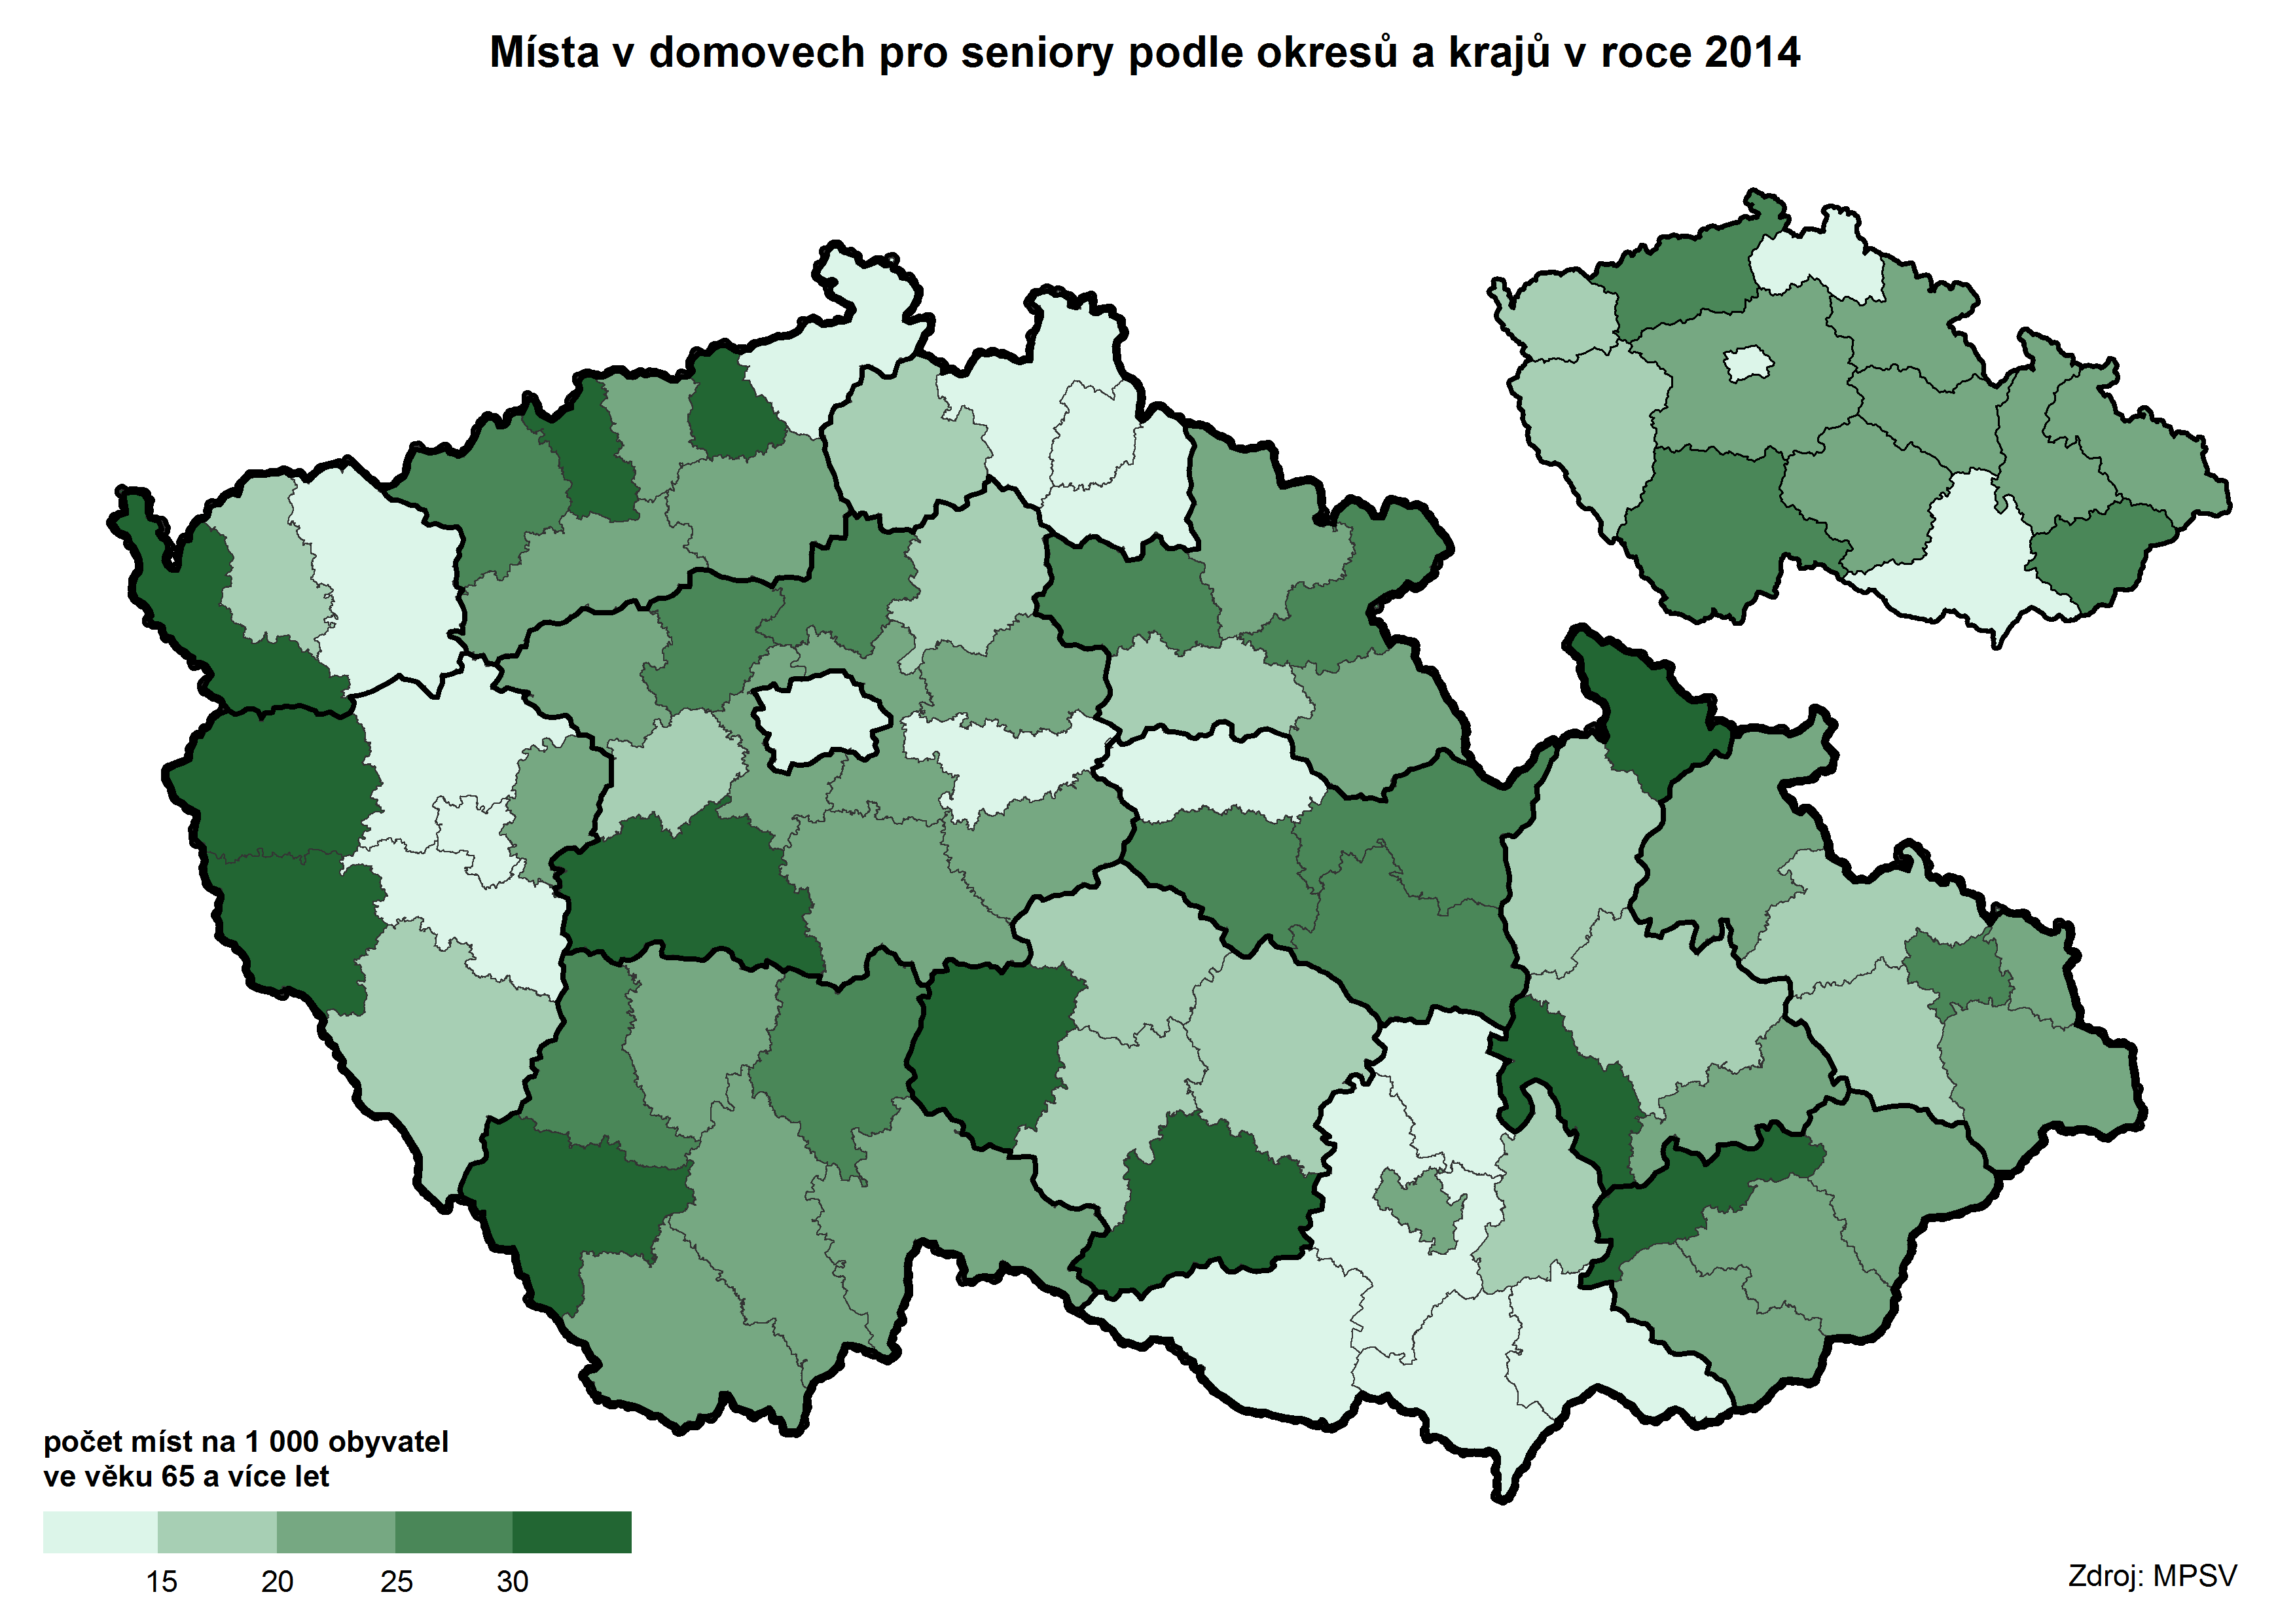 Místa v domovech pro seniory podle okresů a krajů v roce 2014
počet míst na 1 000 obyvatel
ve věku 65 a více let
15 20 25 30
Zdroj: MPSV